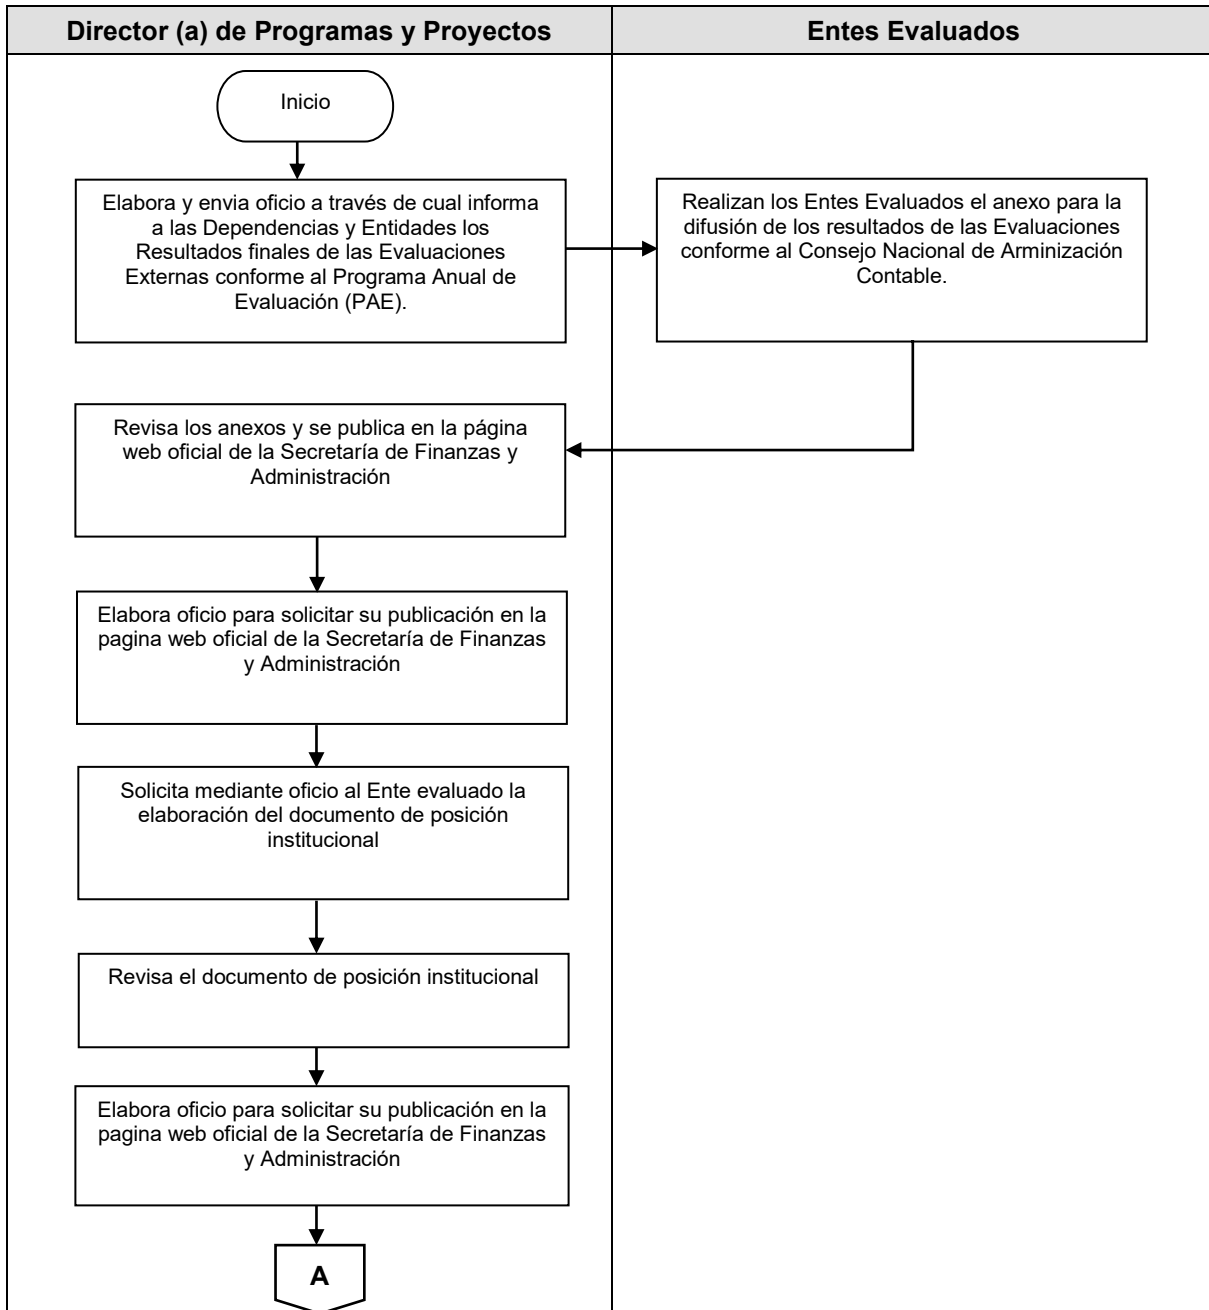 Director (a) de Programas y Proyectos
Entes Evaluados
Inicio
Elabora y envia oficio a través de cual informa
a las Dependencias y Entidades los
Resultados finales de las Evaluaciones
Externas conforme al Programa Anual de
Evaluación (PAE).
Realizan los Entes Evaluados el anexo para la
difusión de los resultados de las Evaluaciones
conforme al Consejo Nacional de Arminización
Contable.
Revisa los anexos y se publica en la página
web oficial de la Secretaría de Finanzas y
Administración
Elabora oficio para solicitar su publicación en la
pagina web oficial de la Secretaría de Finanzas
y Administración
Solicita mediante oficio al Ente evaluado la
elaboración del documento de posición
institucional
Revisa el documento de posición institucional
Elabora oficio para solicitar su publicación en la
pagina web oficial de la Secretaría de Finanzas
y Administración
A